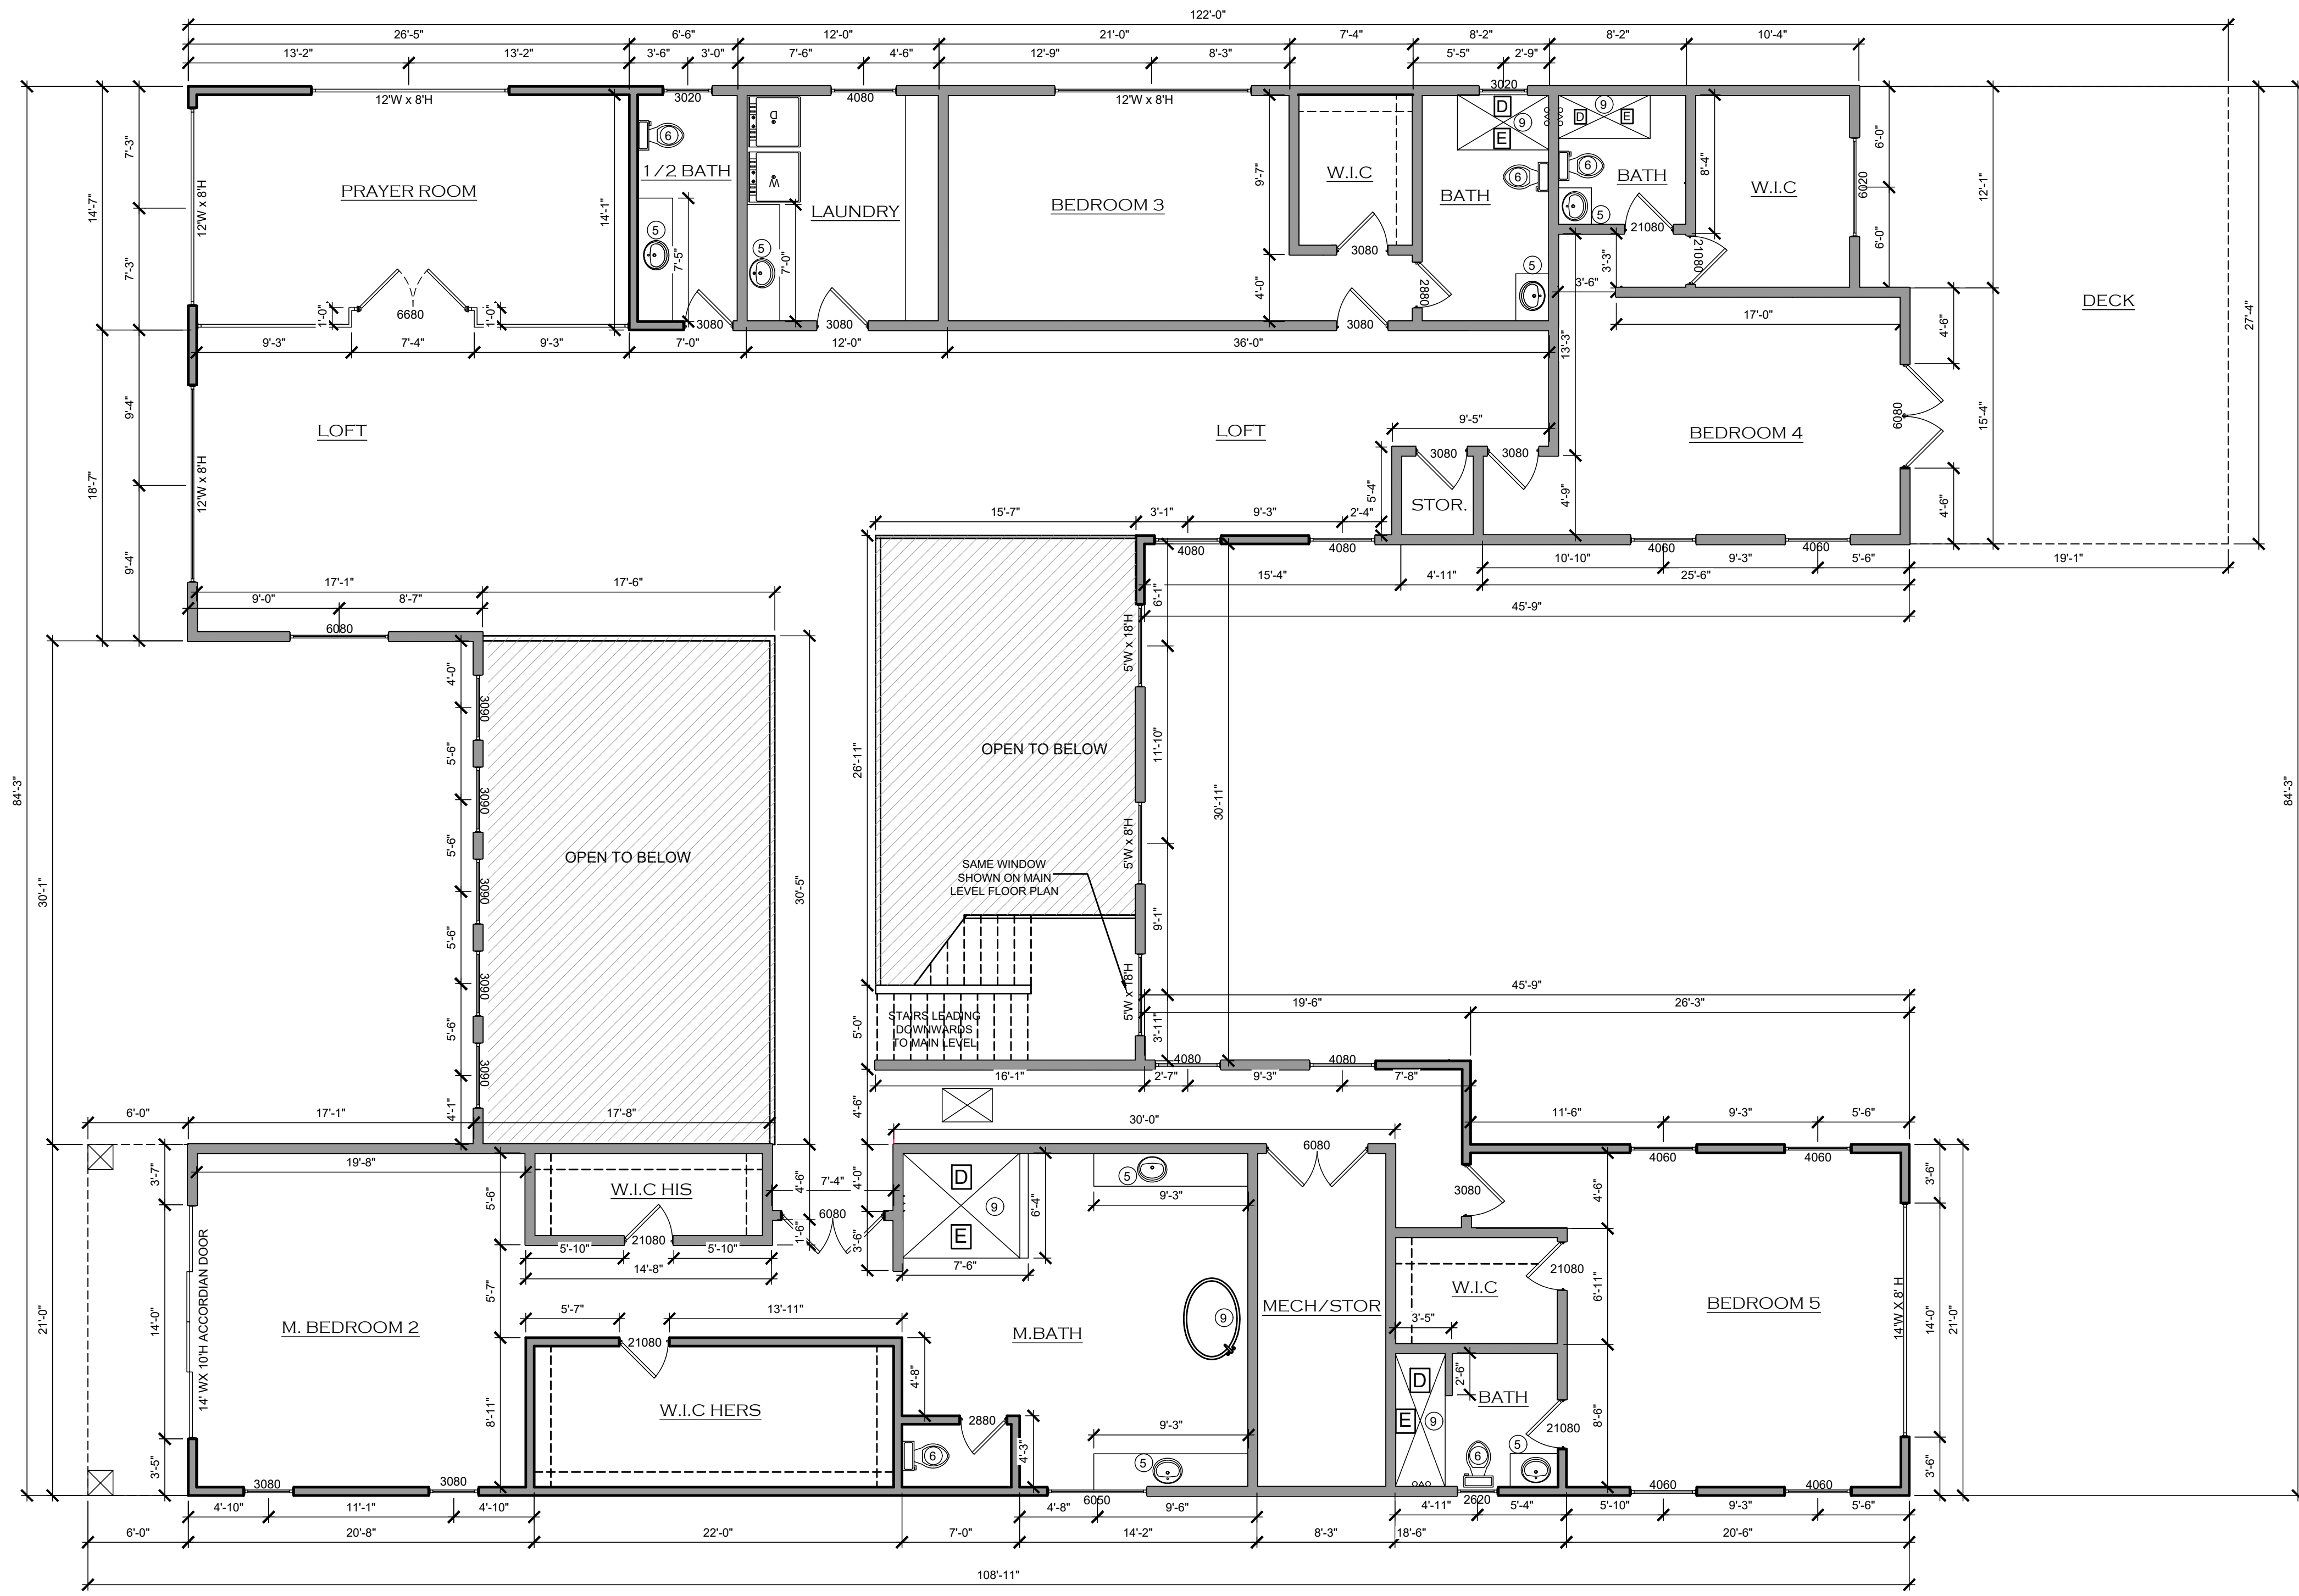 122'-0"
26'-5" 6'-6" 12'-0" 21'-0" 7'-4" 8'-2" 8'-2" 10'-4"
13'-2" 13'-2" 3'-6" 3'-0" 7'-6" 4'-6" 12'-9" 8'-3" 5'-5" 2'-9"
12'W x 8'H 3020 4080 12'W x 8'H 3020
D 9 D E
D 9 E
6 6 6
7'-3" 14'-7" 7'-3"
12'W x 8'H
PRAYER ROOM
14'-1"
1/2 BATH
LAUNDRY
W
BEDROOM 3
9'-7"
W.I.C
BATH
BATH
8'-4"
W.I.C
6020
6'-0" 6'-0" 12'-1"
DECK
27'-4"
5 7'-5" 5 7'-0" 5 5
21080 21080
3080
4'-0" 2880
3'-6" 3'-3"
1'-0" 6680 1'-0"
3080 3080 3080
17'-0"
9'-3" 7'-4" 9'-3" 7'-0" 12'-0" 36'-0"
13'-3"
4'-6" 6080 4'-6" 15'-4"
9'-4" 18'-7" 9'-4"
12'W x 8'H
LOFT
LOFT
BEDROOM 4
9'-5"
3080 3080
5'-4" STOR. 4'-9"
15'-7" 3'-1" 9'-3" 2'-4"
4080 4080 4060 4060
10'-10" 9'-3" 5'-6" 19'-1"
15'-4" 4'-11" 25'-6"
45'-9"
17'-1" 17'-6"
9'-0" 8'-7"
6080
6'-1"
5'W x 18'H
84'-3" 84'-3"
30'-1"
4'-0" 3090
5'-6" 3090
5'-6" 3090
5'-6" 3090
5'-6" 3090
4'-1"
OPEN TO BELOW
30'-5"
26'-11"
OPEN TO BELOW
11'-10"
30'-11"
5'W x 8'H
SAME WINDOW
SHOWN ON MAIN
LEVEL FLOOR PLAN
9'-1"
5'W x 18'H
3'-11"
5'-0"
STAIRS LEADING
DOWNWARDS
TO MAIN LEVEL
45'-9"
19'-6" 26'-3"
4080 4080
16'-1" 2'-7" 9'-3" 7'-8"
4'-6"
6'-0" 17'-1" 17'-8" 30'-0" 11'-6" 9'-3" 5'-6"
6080 4060 4060
3'-7" 19'-8" 5'-6"
W.I.C HIS
4'-6" 7'-4" 4'-0"
6080
1'-6" 3'-6"
D 9 E 6'-4"
7'-6"
5 9'-3"
3080
4'-6" 3'-6"
5'-10" 21080 5'-10"
14'-8"
21'-0" 14'-0"
14' WX 10'H ACCORDIAN DOOR
5'-7"
M. BEDROOM 2
5'-7" 13'-11"
21080
M.BATH
9
MECH/STOR
W.I.C
3'-5"
21080
6'-11"
BEDROOM 5
14'W X 8' H
14'-0" 21'-0"
4'-8"
W.I.C HERS
8'-11"
2880
6 4'-3"
9'-3"
5
D E 9
2'-6"
BATH
21080
8'-6"
6 5
3'-5" 3'-6"
3080 3080 6050 2620 4060 4060
4'-10" 11'-1" 4'-10" 4'-8" 9'-6" 4'-11" 5'-4" 5'-10" 9'-3" 5'-6"
6'-0" 20'-8" 22'-0" 7'-0" 14'-2" 8'-3" 18'-6" 20'-6"
108'-11"